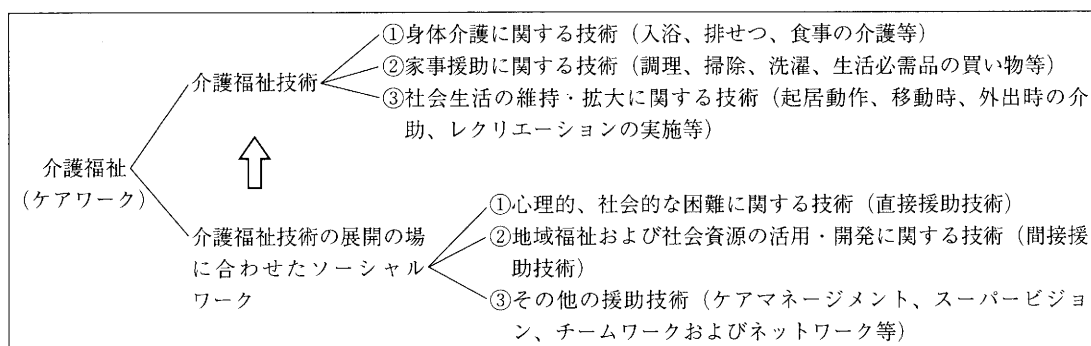 ①身体介護に関する技術（入浴、排せつ、食事の介護等）
介護福祉技術
②家事援助に関する技術（調理、掃除、洗濯、生活必需品の買い物等）
③社会生活の維持・拡大に関する技術（起居動作、移動時、外出時の介
助、レクリエーションの実施等）
介護福祉
（ケアワーク）
介護福祉技術の展開の場
に合わせたソーシャル
ワーク
①心理的、社会的な困難に関する技術（直接援助技術）
②地域福祉および社会資源の活用・開発に関する技術（間接援
助技術）
③その他の援助技術（ケアマネージメント、スーパービジョ
ン、チームワークおよびネットワーク等）